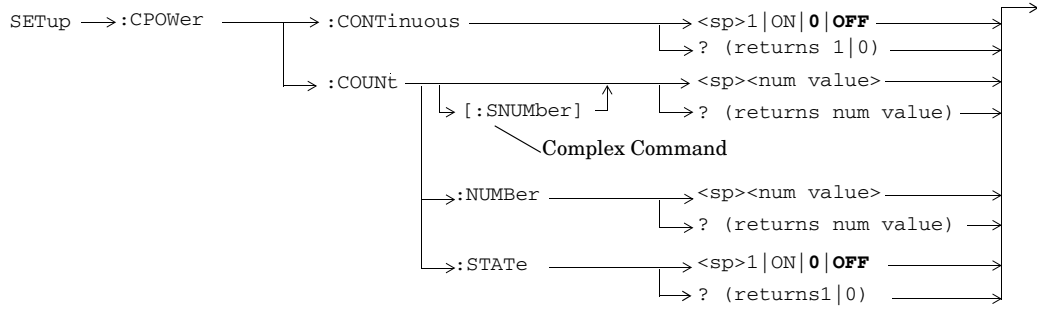 SETup :CPOWer :CONTinuous <sp>1|ON|0|OFF
? (returns 1|0)
:COUNt <sp><num value>
[:SNUMber] ? (returns num value)
Complex Command
:NUMBer <sp><num value>
? (returns num value)
:STATe <sp>1|ON|0|OFF
? (returns1|0)